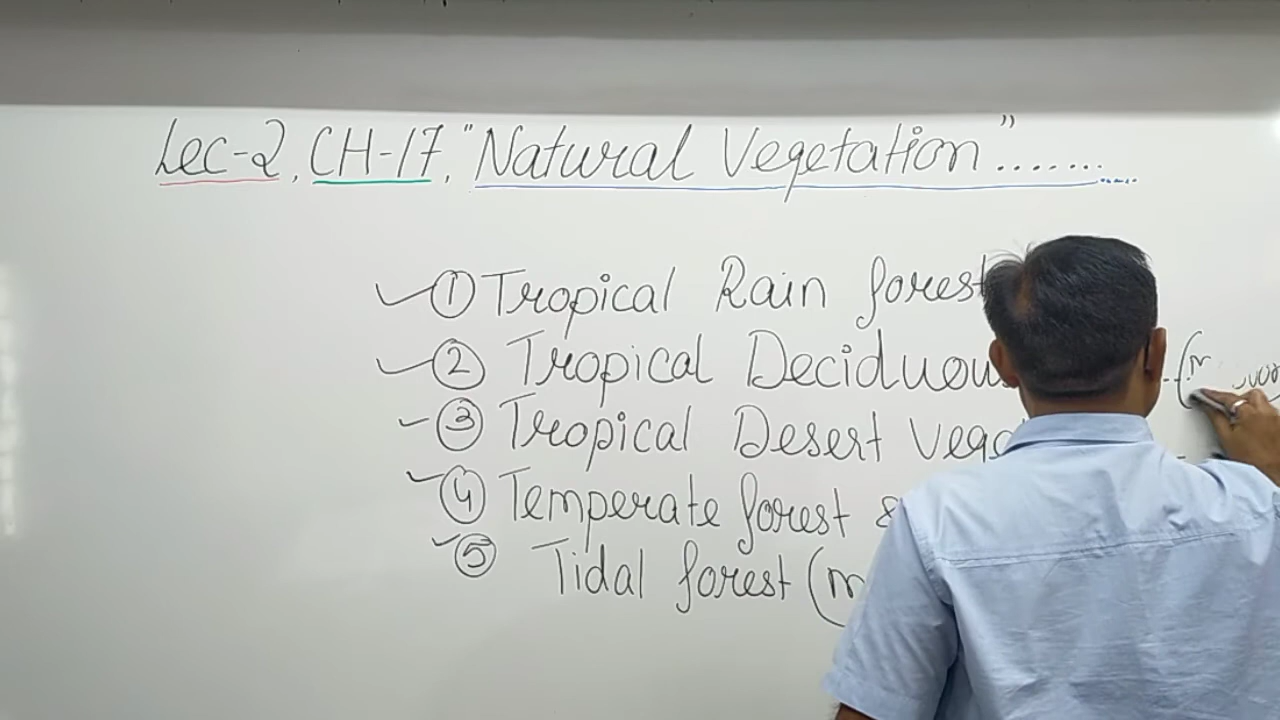 Lec-2, CH-17, "Natural Vegetation".......
① Tropical Rain forest
② Tropical Deciduous
③ Tropical Desert
④ Temperate forest &
⑤ Tidal forest (m